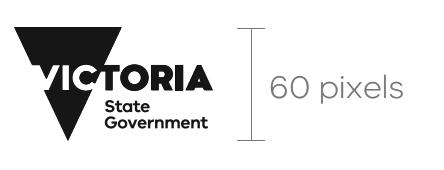 VICTORIA
State
Government
60 pixels